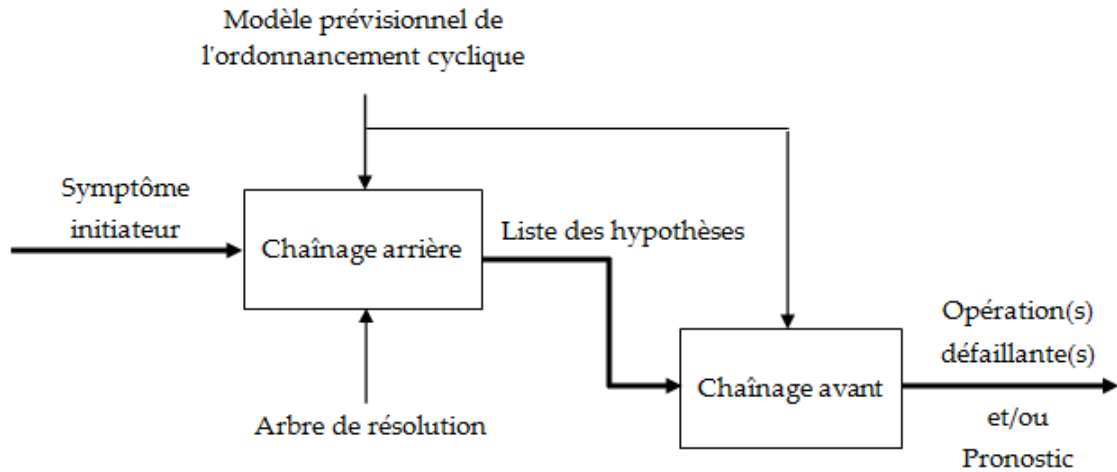 Modèle prévisionnel de
l'ordonnancement cyclique
Symptôme
initiateur
Chaînage arrière
Liste des hypothèses
Arbre de résolution
Chaînage avant
Opération(s)
défaillante(s)
et/ou
Pronostic